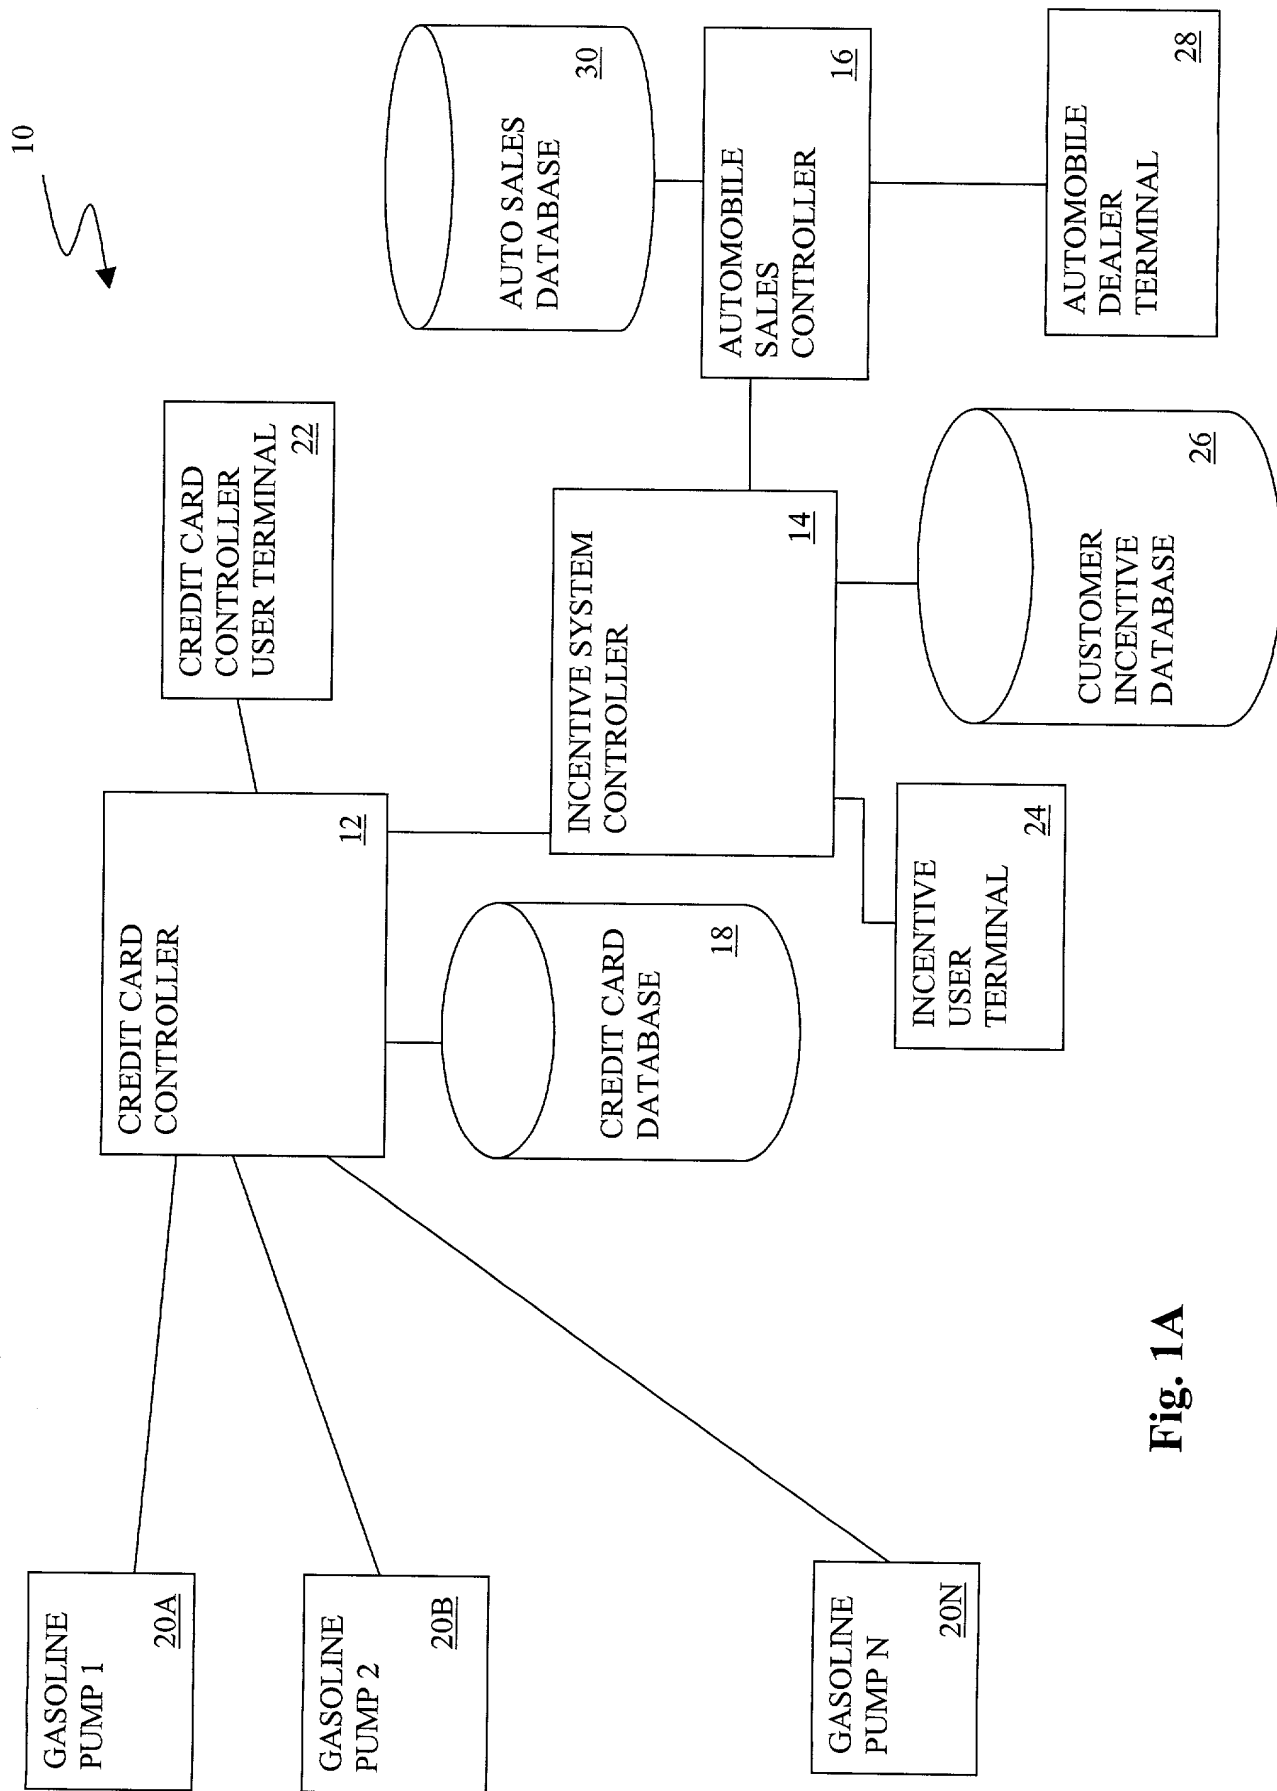 10
GASOLINE
PUMP 1
20A
GASOLINE
PUMP 2
20B
GASOLINE
PUMP N
20N
CREDIT CARD
CONTROLLER
12
CREDIT CARD
CONTROLLER
USER TERMINAL
22
CREDIT CARD
DATABASE
18
INCENTIVE SYSTEM
CONTROLLER
14
INCENTIVE
USER
TERMINAL
24
CUSTOMER
INCENTIVE
DATABASE
26
AUTO SALES
DATABASE
30
AUTOMOBILE
SALES
CONTROLLER
16
AUTOMOBILE
DEALER
TERMINAL
28
Fig. 1A